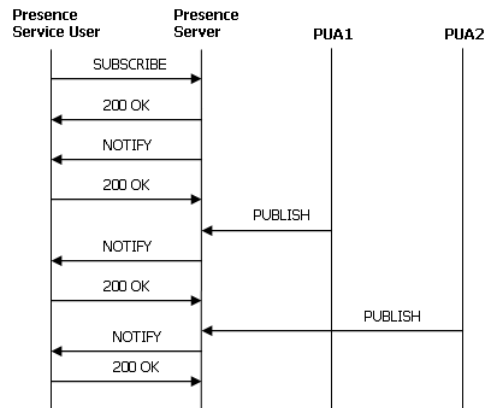 Presence
Service User
Presence
Server
PUA1
PUA2
SUBSCRIBE
200 OK
NOTIFY
200 OK
PUBLISH
NOTIFY
200 OK
PUBLISH
NOTIFY
200 OK